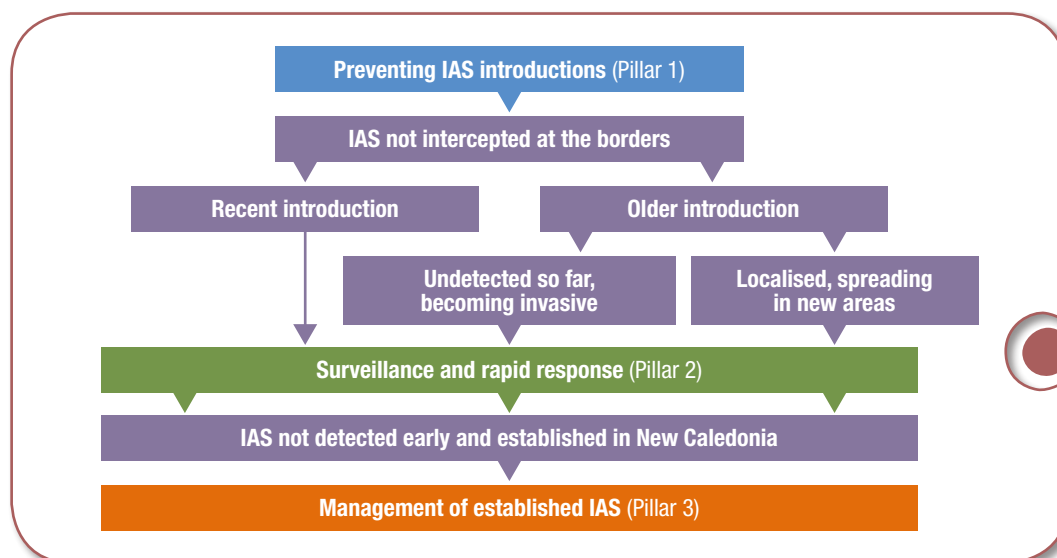 Preventing IAS introductions (Pillar 1)
IAS not intercepted at the borders
Recent introduction
Older introduction
Undetected so far,
becoming invasive
Localised, spreading
in new areas
Surveillance and rapid response (Pillar 2)
IAS not detected early and established in New Caledonia
Management of established IAS (Pillar 3)